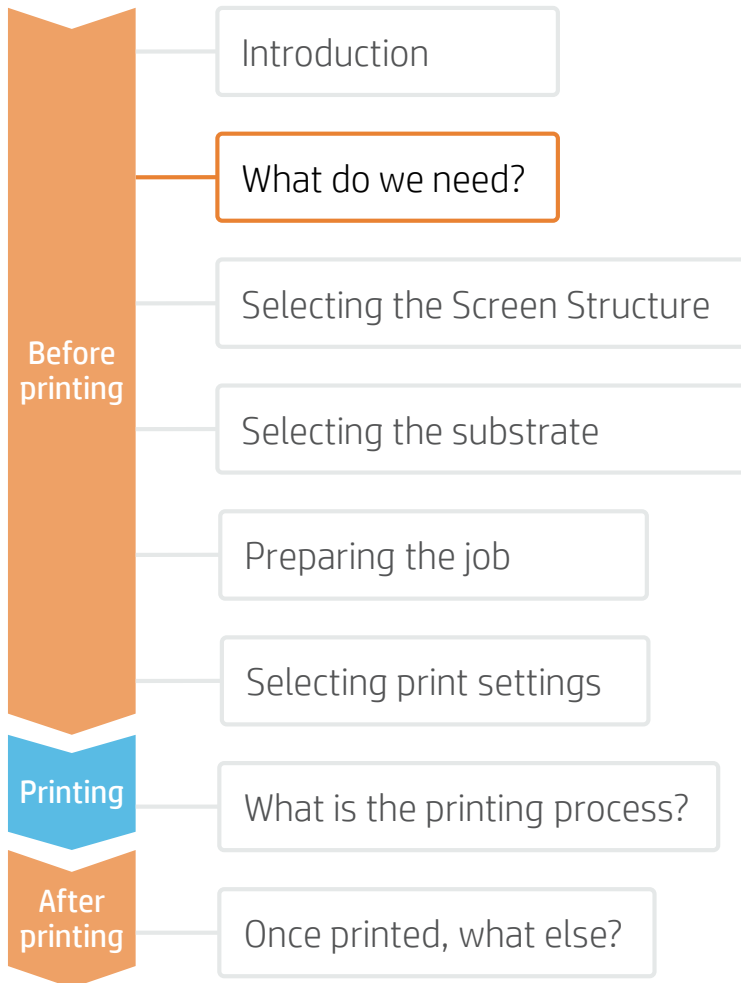 Introduction
What do we need?
Selecting the Screen Structure
Before
printing
Selecting the substrate
Preparing the job
Selecting print settings
Printing
What is the printing process?
After
printing
Once printed, what else?